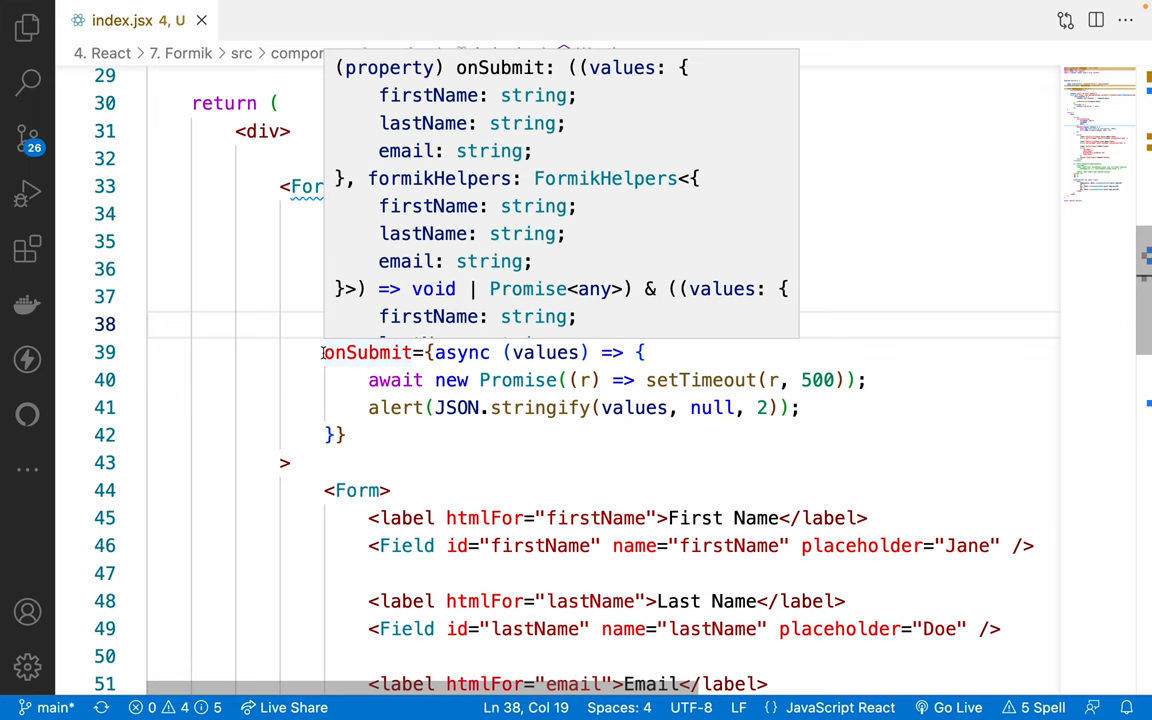 index.jsx 4, U
4. React > 7. Formik > src > compon
29
30 return (
31 <div>
32
33 <For
34
35
36
37
38
(property) onSubmit: ((values: {
firstName: string;
lastName: string;
email: string;
}, formikHelpers: FormikHelpers<{
firstName: string;
lastName: string;
email: string;
}>) => void | Promise<any>) & ((values: {
firstName: string;
39 onSubmit={async (values) => {
40 await new Promise((r) => setTimeout(r, 500));
41 alert(JSON.stringify(values, null, 2));
42 }}
43 >
44 <Form>
45 <label htmlFor="firstName">First Name</label>
46 <Field id="firstName" name="firstName" placeholder="Jane" />
47
48 <label htmlFor="lastName">Last Name</label>
49 <Field id="lastName" name="lastName" placeholder="Doe" />
50
51 <label htmlFor="email">Email</label>
26
main* 0 4 5 Live Share Ln 38, Col 19 Spaces: 4 UTF-8 LF {} JavaScript React Go Live 5 Spell